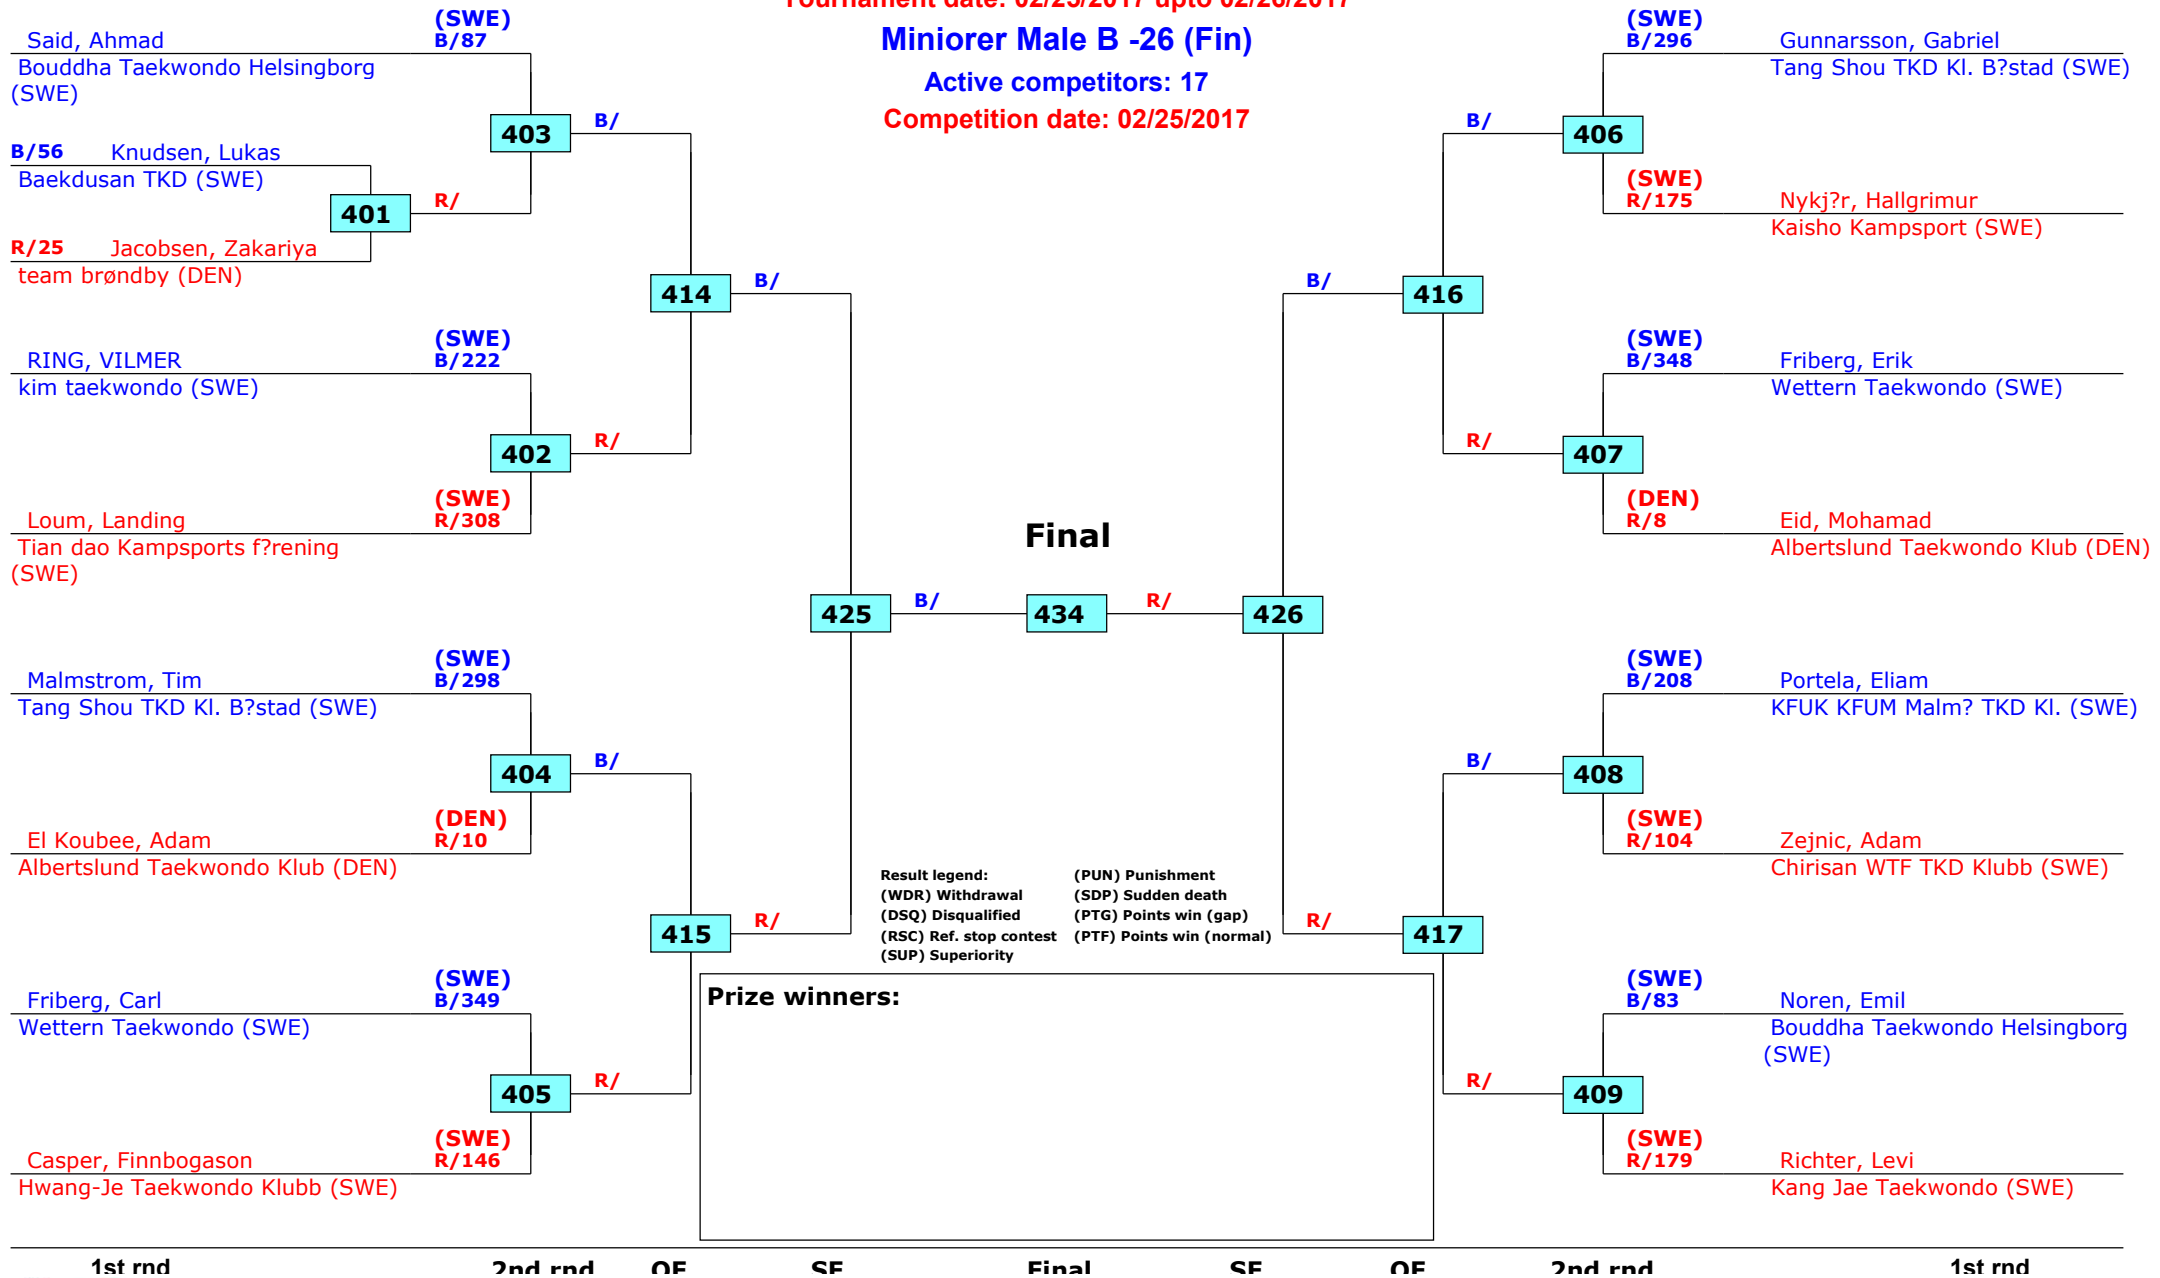 Tournament date: 02/25/2017 upto 02/26/2017
Miniorer Male B -26 (Fin)
Active competitors: 17
Competition date: 02/25/2017
Said, Ahmad
(SWE)
B/87
Bouddha Taekwondo Helsingborg
(SWE)
403
B/
B/56 Knudsen, Lukas
Baekdusan TKD (SWE)
401
R/
R/25 Jacobsen, Zakariya
team brøndby (DEN)
414
B/
RING, VILMER
(SWE)
B/222
kim taekwondo (SWE)
402
R/
Loum, Landing
(SWE)
R/308
Tian dao Kampsports f?rening
(SWE)
425
B/
Malmstrom, Tim
(SWE)
B/298
Tang Shou TKD Kl. B?stad (SWE)
404
B/
El Koubee, Adam
(DEN)
R/10
Albertslund Taekwondo Klub (DEN)
415
R/
Friberg, Carl
(SWE)
B/349
Wettern Taekwondo (SWE)
405
R/
Casper, Finnbogason
(SWE)
R/146
Hwang-Je Taekwondo Klubb (SWE)
Final
434
R/
426
(SWE)
B/296
Gunnarsson, Gabriel
Tang Shou TKD Kl. B?stad (SWE)
B/
406
(SWE)
R/175
Nykj?r, Hallgrimur
Kaisho Kampsport (SWE)
B/
416
(SWE)
B/348
Friberg, Erik
Wettern Taekwondo (SWE)
R/
407
(DEN)
R/8
Eid, Mohamad
Albertslund Taekwondo Klub (DEN)
(SWE)
B/208
Portela, Eliam
KFUK KFUM Malm? TKD Kl. (SWE)
B/
408
(SWE)
R/104
Zejnic, Adam
Chirisan WTF TKD Klubb (SWE)
R/
417
(SWE)
B/83
Noren, Emil
Bouddha Taekwondo Helsingborg
(SWE)
R/
409
(SWE)
R/179
Richter, Levi
Kang Jae Taekwondo (SWE)
Result legend: (PUN) Punishment
(WDR) Withdrawal (SDP) Sudden death
(DSQ) Disqualified (PTG) Points win (gap)
(RSC) Ref. stop contest (PTF) Points win (normal)
(SUP) Superiority
Prize winners:
1st rnd 2nd rnd QF SF Final SF QF 2nd rnd 1st rnd